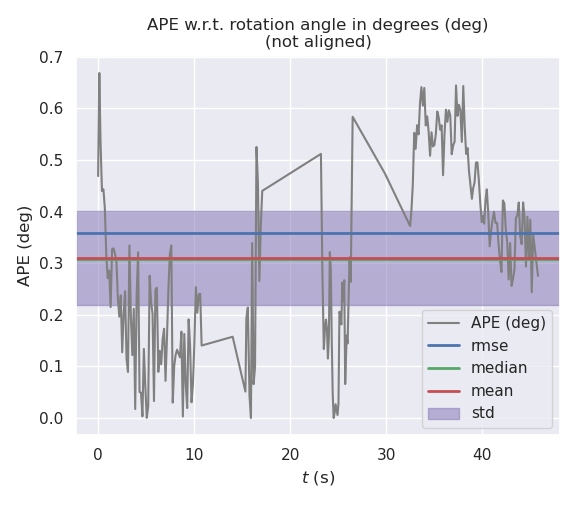 APE w.r.t. rotation angle in degrees (deg)
(not aligned)
0.7
0.6
0.5
0.4
0.3
0.2
0.1
0.0
APE (deg)
0
10
20
30
40
t (s)
APE (deg)
rmse
median
mean
std